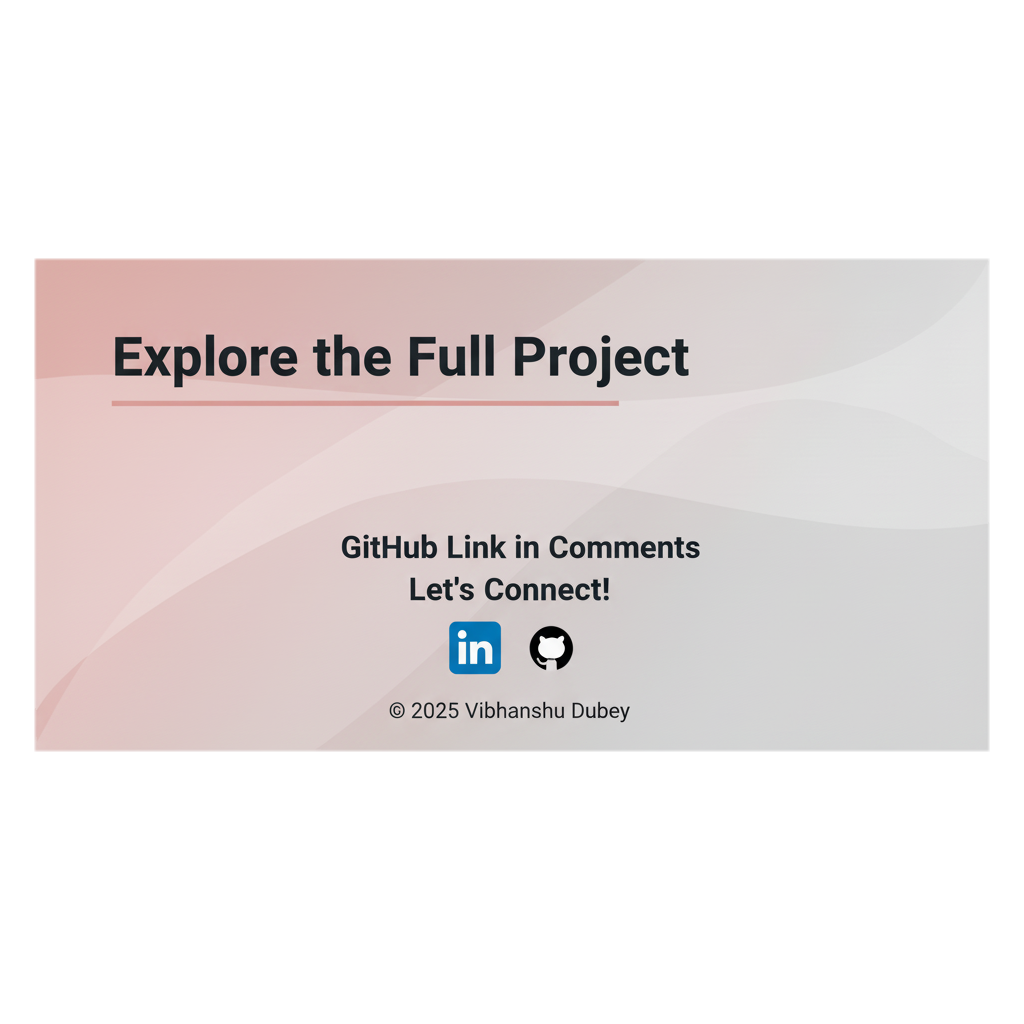 Explore the Full Project
GitHub Link in Comments
Let's Connect!
in
© 2025 Vibhanshu Dubey